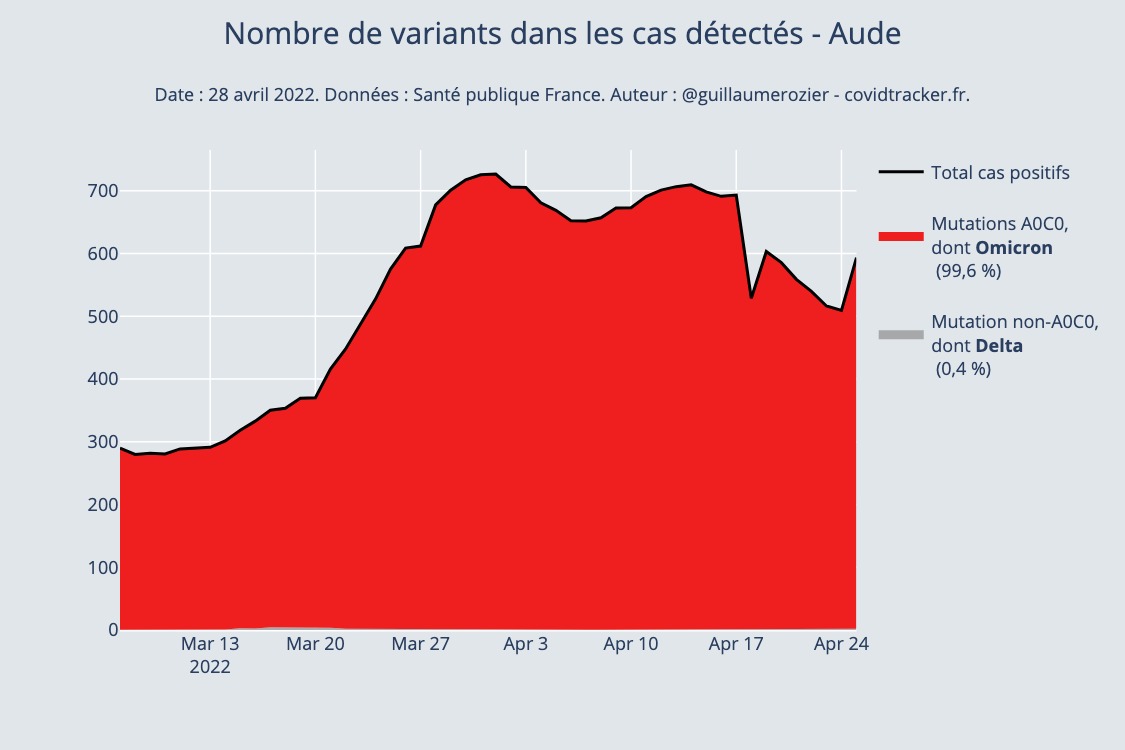 Nombre de variants dans les cas détectés - Aude
Date : 28 avril 2022. Données : Santé publique France. Auteur : @guillaumerozier - covidtracker.fr.
700
600
500
400
300
200
100
0
Mar 13
2022
Mar 20
Mar 27
Apr 3
Apr 10
Apr 17
Apr 24
Total cas positifs
Mutations A0C0,
dont Omicron
(99,6 %)
Mutation non-A0C0,
dont Delta
(0,4 %)